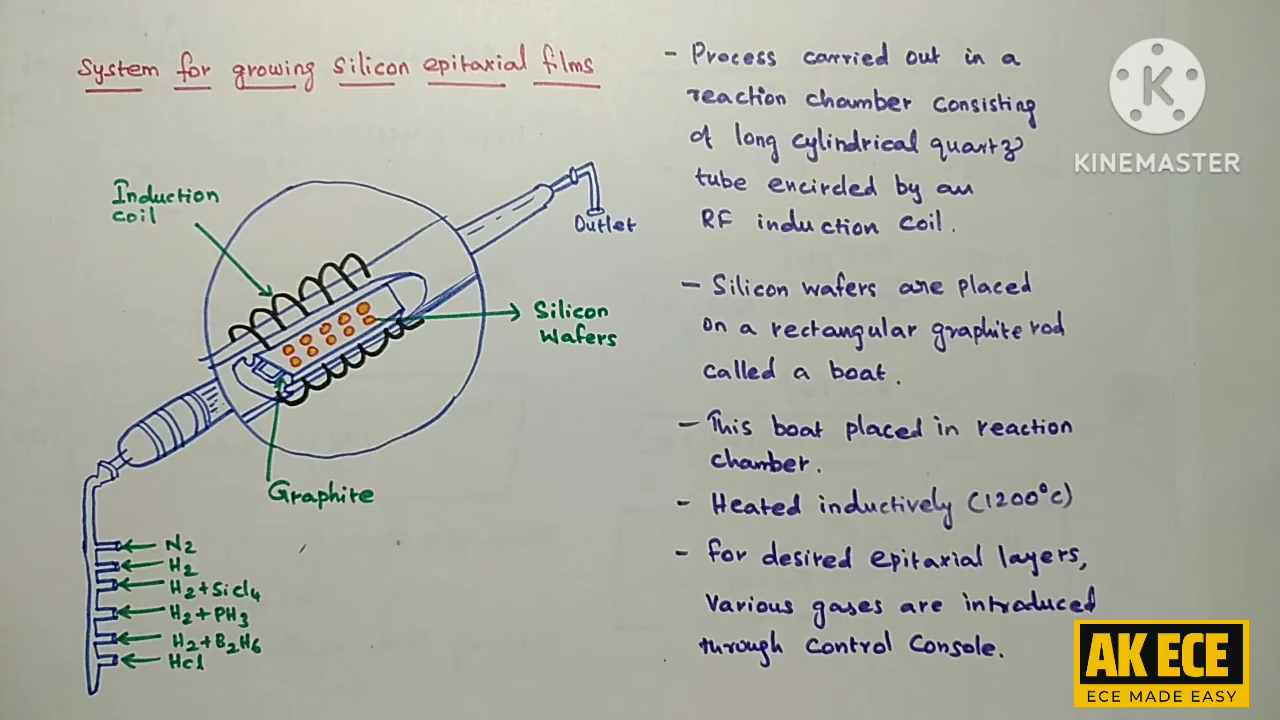 System for growing Silicon epitaxial films
Induction
coil
Outlet
Silicon
Wafers
Graphite
N2
H2
H2+SiCl4
H2+PH3
H2+B2H6
HCl
- Process carried out in a
reaction chamber consisting
of long cylindrical quartz
tube encircled by an
RF induction coil.
- Silicon wafers are placed
on a rectangular graphite rod
called a boat.
- This boat placed in reaction
chamber.
- Heated inductively (1200°C)
- for desired epitaxial layers,
Various gases are introduced
through Control Console.
K
KINEMASTER
AK ECE
ECE MADE EASY